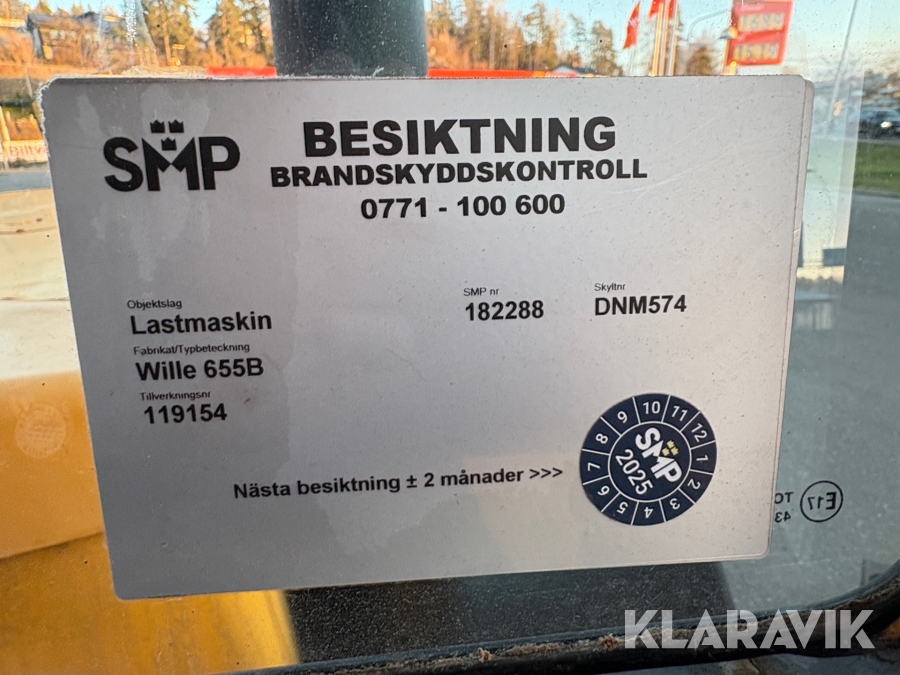 SMP
BESIKTNING
BRANDSKYDDSKONTROLL
0771 - 100 600
Objektslag
Lastmaskin
SMP nr
182288
Skyltnr
DNM574
Fabrikat/Typbeteckning
Wille 655B
Tillverkningsnr
119154
Nästa besiktning ± 2 månader >>>
1 2 3 4 5 6 7 8 9 10 11 12
SMP
2025
E17
43
KLARAVIK